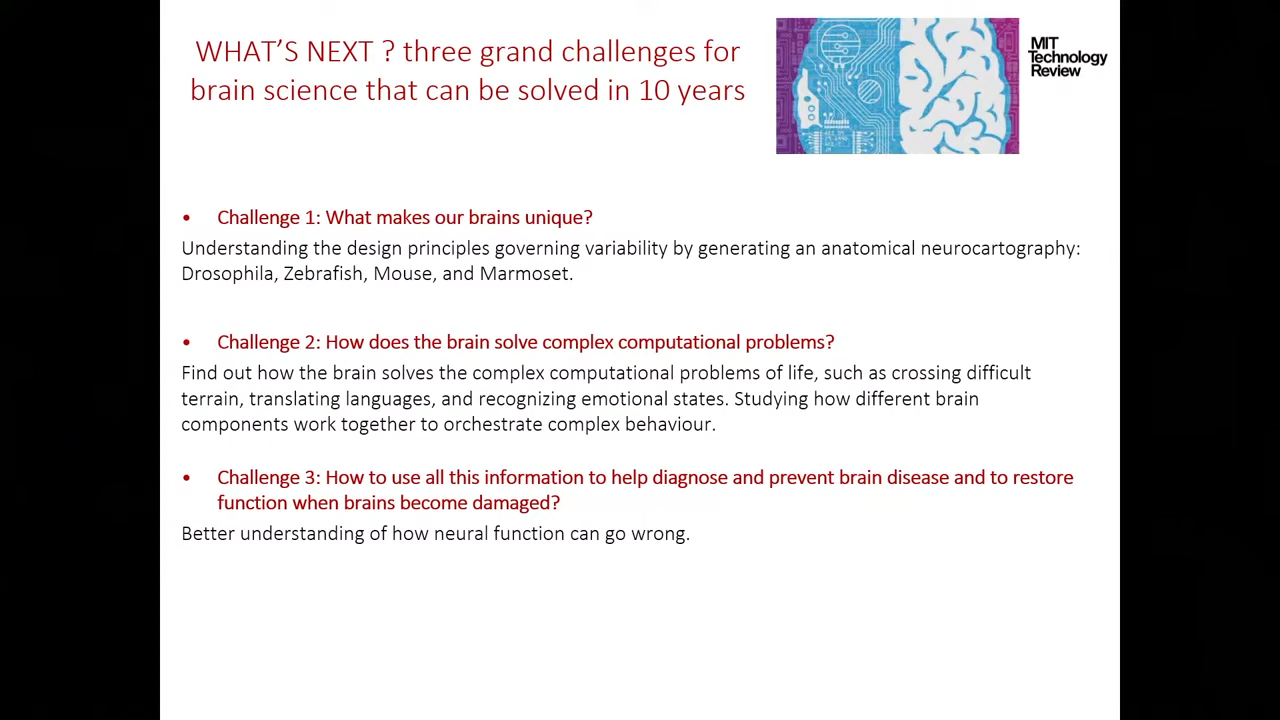 WHAT’S NEXT ? three grand challenges for
brain science that can be solved in 10 years
MIT
Technology
Review
• Challenge 1: What makes our brains unique?
Understanding the design principles governing variability by generating an anatomical neurocartography:
Drosophila, Zebrafish, Mouse, and Marmoset.
• Challenge 2: How does the brain solve complex computational problems?
Find out how the brain solves the complex computational problems of life, such as crossing difficult
terrain, translating languages, and recognizing emotional states. Studying how different brain
components work together to orchestrate complex behaviour.
• Challenge 3: How to use all this information to help diagnose and prevent brain disease and to restore
function when brains become damaged?
Better understanding of how neural function can go wrong.